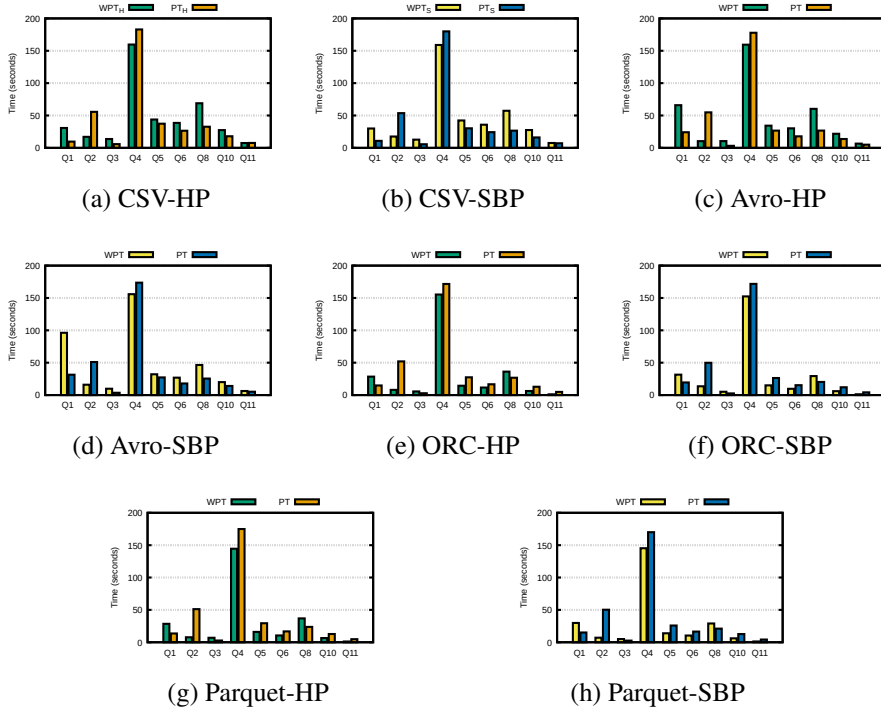 WPT_H PT_H
Time (seconds)
200
150
100
50
0
Q1 Q2 Q3 Q4 Q5 Q6 Q8 Q10 Q11
(a) CSV-HP
WPT_S PT_S
Time (seconds)
200
150
100
50
0
Q1 Q2 Q3 Q4 Q5 Q6 Q8 Q10 Q11
(b) CSV-SBP
WPT PT
Time (seconds)
200
150
100
50
0
Q1 Q2 Q3 Q4 Q5 Q6 Q8 Q10 Q11
(c) Avro-HP
WPT PT
Time (seconds)
200
150
100
50
0
Q1 Q2 Q3 Q4 Q5 Q6 Q8 Q10 Q11
(d) Avro-SBP
WPT PT
Time (seconds)
200
150
100
50
0
Q1 Q2 Q3 Q4 Q5 Q6 Q8 Q10 Q11
(e) ORC-HP
WPT PT
Time (seconds)
200
150
100
50
0
Q1 Q2 Q3 Q4 Q5 Q6 Q8 Q10 Q11
(f) ORC-SBP
WPT PT
Time (seconds)
200
150
100
50
0
Q1 Q2 Q3 Q4 Q5 Q6 Q8 Q10 Q11
(g) Parquet-HP
WPT PT
Time (seconds)
200
150
100
50
0
Q1 Q2 Q3 Q4 Q5 Q6 Q8 Q10 Q11
(h) Parquet-SBP